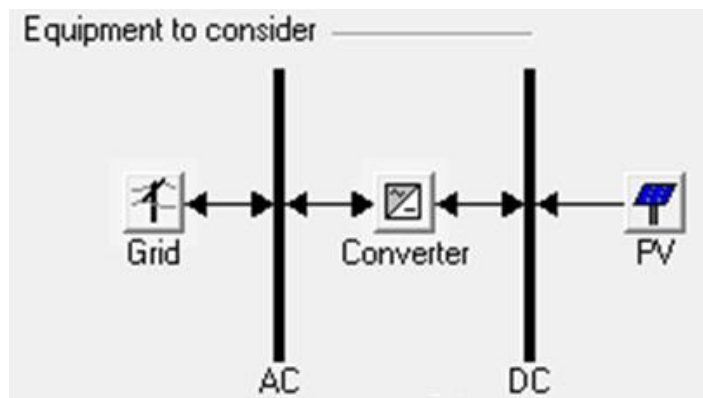 Equipment to consider
Grid
Converter
PV
AC
DC